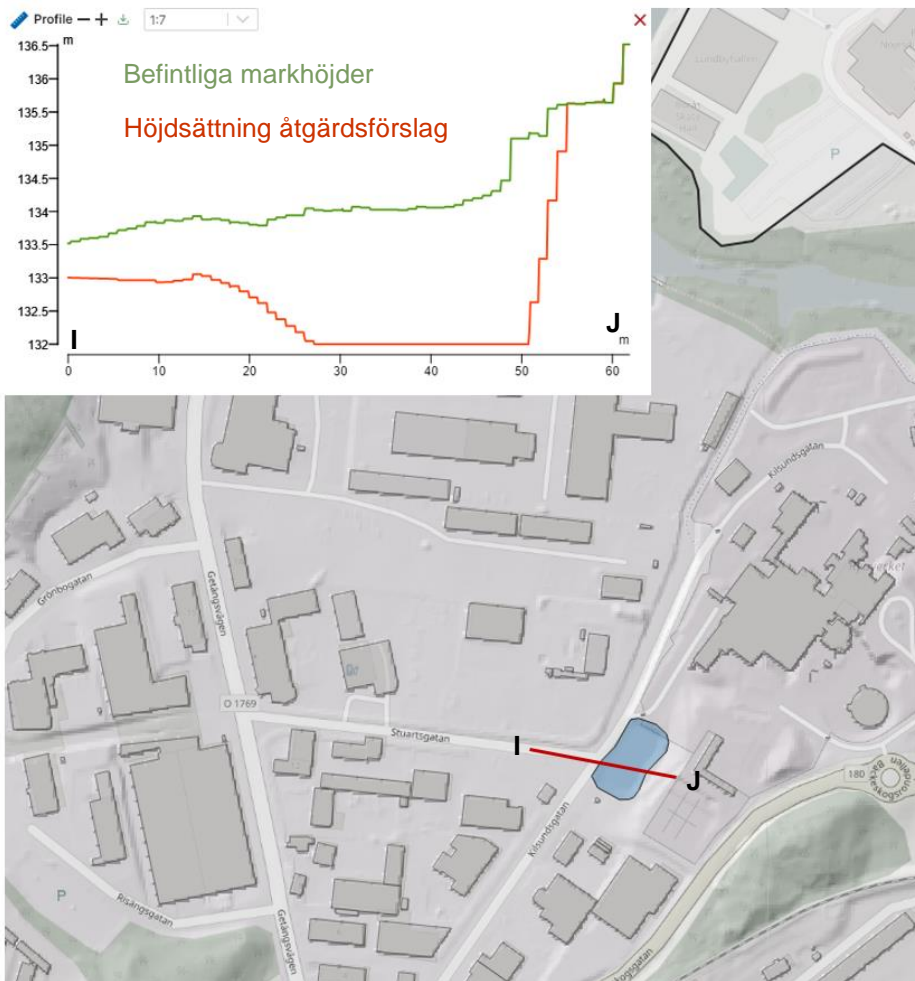 Profile
1:7
m
136.5
136
135.5
135
134.5
134
133.5
133
132.5
132
Befintliga markhöjder
Höjdsättning åtgärdsförslag
I
J
m
0
10
20
30
40
50
60
Lundbyhallen
P
Kilsundsgatan
Grönbogatan
Getängsvägen
O 1769
Stuartsgatan
I
J
180
Kilsundsgatan
P
Risängsgatan
Getängsvägen